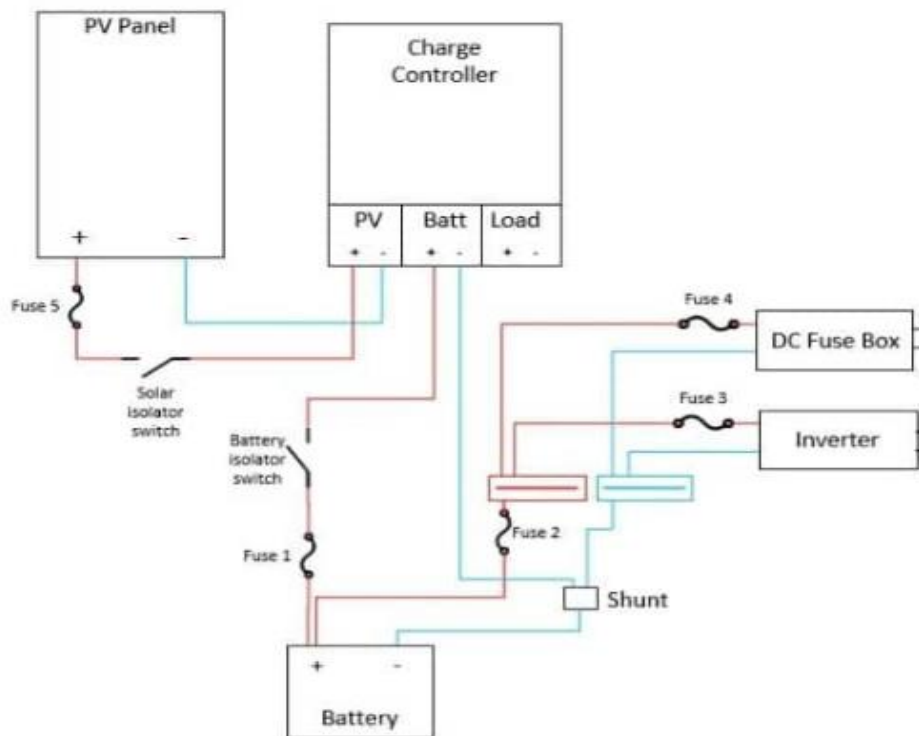 PV Panel
+ -
Charge
Controller
PV Batt Load
+ - + - + -
Fuse 5
Solar
isolator
switch
Battery
isolator
switch
Fuse 1
Fuse 4
DC Fuse Box
Fuse 3
Inverter
Fuse 2
Shunt
+ -
Battery